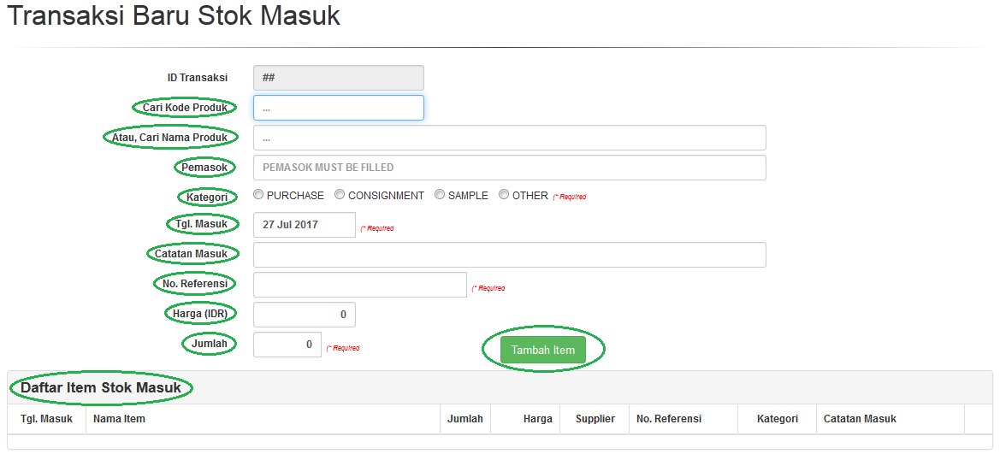 Transaksi Baru Stok Masuk
ID Transaksi ##
Cari Kode Produk ...
Atau, Cari Nama Produk ...
Pemasok PEMASOK MUST BE FILLED
Kategori PURCHASE CONSIGNMENT SAMPLE OTHER (* Required
Tgl. Masuk 27 Jul 2017 (* Required
Catatan Masuk
No. Referensi (* Required
Harga (IDR) 0
Jumlah 0 (* Required Tambah Item
Daftar Item Stok Masuk
Tgl. Masuk Nama Item Jumlah Harga Supplier No. Referensi Kategori Catatan Masuk